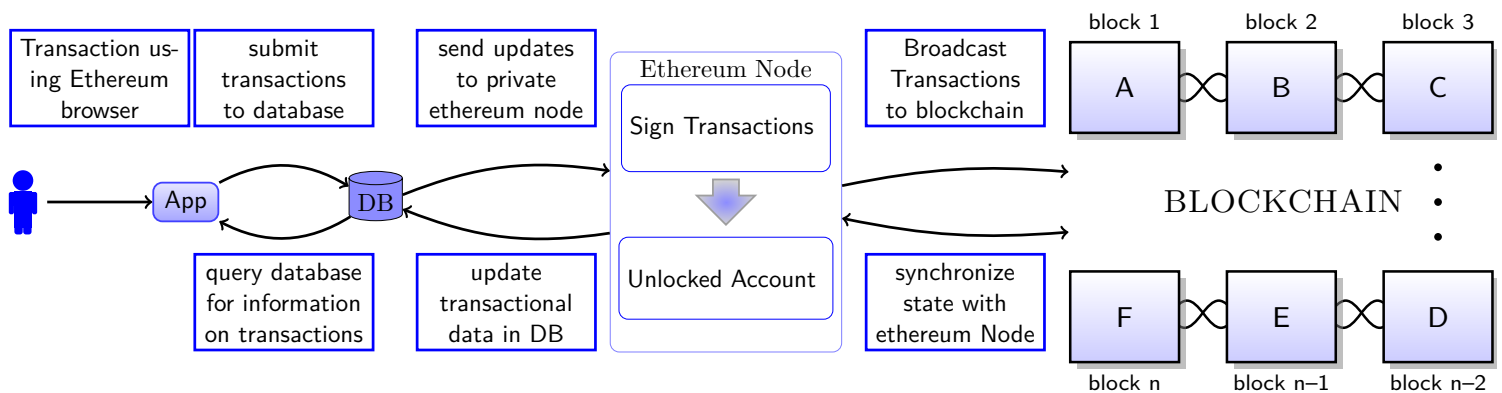 block 1
block 2
block 3
Transaction us-
ing Ethereum
browser
submit
transactions
to database
send updates
to private
ethereum node
Ethereum Node
Sign Transactions
Broadcast
Transactions
to blockchain
A
B
C
App
DB
BLOCKCHAIN
query database
for information
on transactions
update
transactional
data in DB
Unlocked Account
synchronize
state with
ethereum Node
F
E
D
block n
block n–1
block n–2